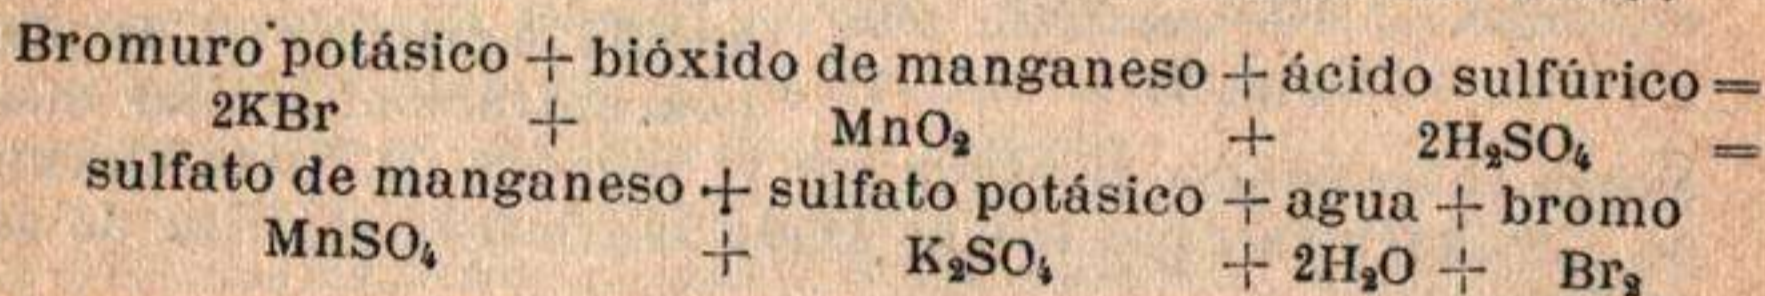 Bromuro potásico + bióxido de manganeso + ácido sulfúrico =
2KBr + MnO₂ + 2H₂SO₄ =
sulfato de manganeso + sulfato potásico + agua + bromo
MnSO₄ + K₂SO₄ + 2H₂O + Br₂